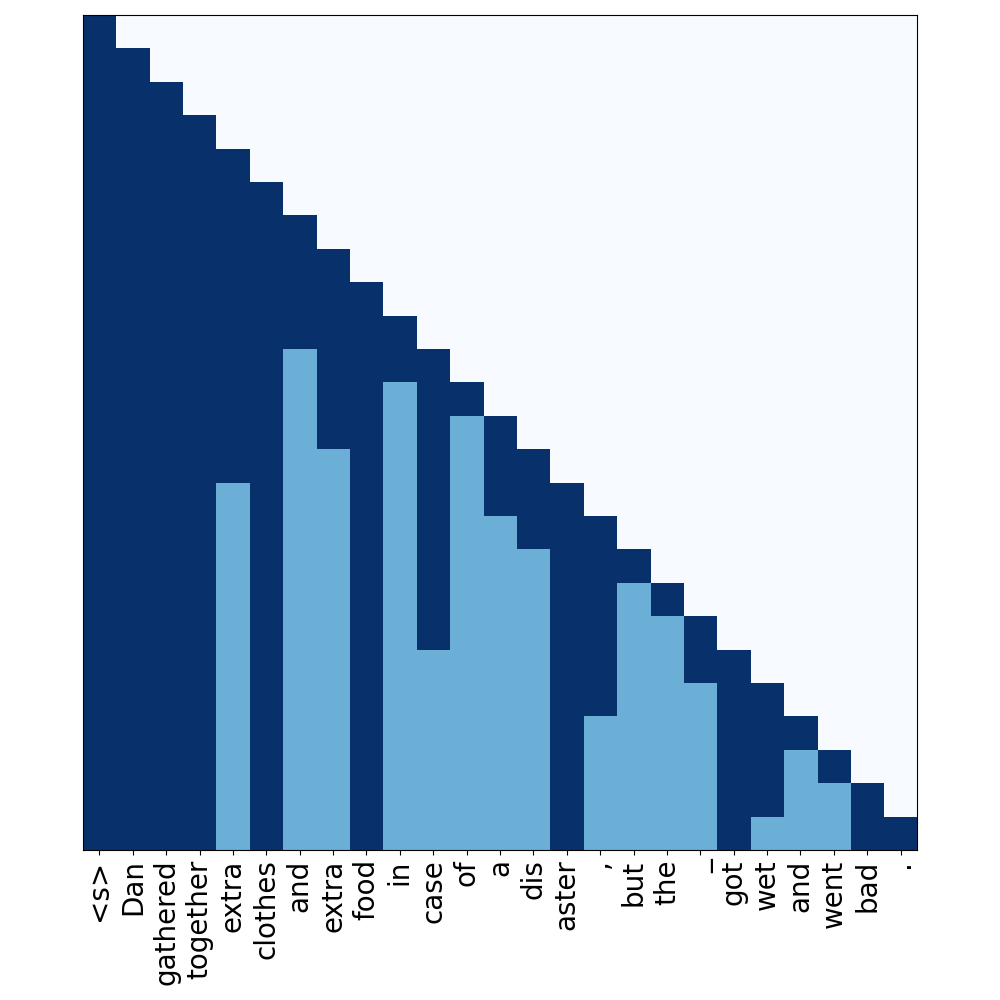 <s> Dan gathered together extra clothes and extra food in case of a dis aster , but the _ got wet and went bad .